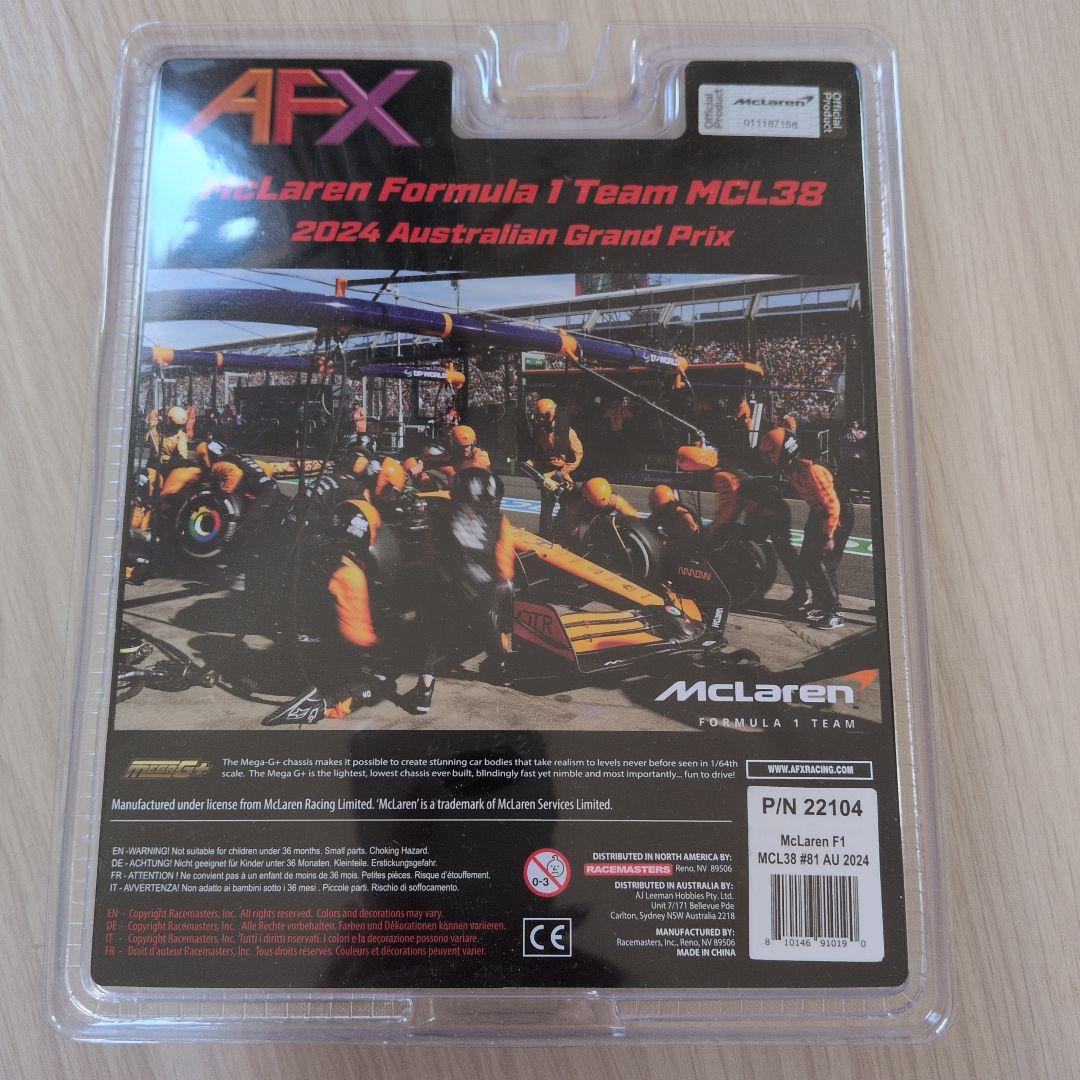 AFX
®
Official Product
McLaren
011187158
Official Product
McLaren Formula 1 Team MCL38
2024 Australian Grand Prix
DP WORLD
DP WORLD
ARROW
McLaren
OTR
McLaren
FORMULA 1 TEAM
MEGAG+
The Mega-G+ chassis makes it possible to create stunning car bodies that take realism to levels never before seen in 1/64th
scale. The Mega G+ is the lightest, lowest chassis ever built, blindingly fast yet nimble and most importantly... fun to drive!
WWW.AFXRACING.COM
Manufactured under license from McLaren Racing Limited. 'McLaren' is a trademark of McLaren Services Limited.
P/N 22104
McLaren F1
MCL38 #81 AU 2024
8 10146 91019 0
EN -WARNING! Not suitable for children under 36 months. Small parts. Choking Hazard.
DE - ACHTUNG! Nicht geeignet für Kinder unter 36 Monaten. Kleinteile. Erstickungsgefahr.
FR - ATTENTION ! Ne convient pas à un enfant de moins de 36 mois. Petites pièces. Risque d'étouffement.
IT - AVVERTENZA! Non adatto ai bambini sotto i 36 mesi . Piccole parti. Rischio di soffocamento.
EN - Copyright Racemasters, Inc. All rights reserved. Colors and decorations may vary.
DE - Copyright Racemasters, Inc. Alle Rechte vorbehalten. Farben und Dëkorationen können variieren.
IT - Copyright Racemasters, Inc. Tutti i diritti riservati. I colori e la decorazione possono variare.
FR - Droit d'auteur Racemasters, Inc. Tous droits réservés. Couleurs et décorations peuvent varier.
0-3
CE
DISTRIBUTED IN NORTH AMERICA BY:
RACEMASTERS Reno, NV 89506
DISTRIBUTED IN AUSTRALIA BY:
AJ Leeman Hobbies Pty. Ltd.
Unit 7/171 Bellevue Pde
Carlton, Sydney NSW Australia 2218
MANUFACTURED BY:
Racemasters, Inc., Reno, NV 89506
MADE IN CHINA